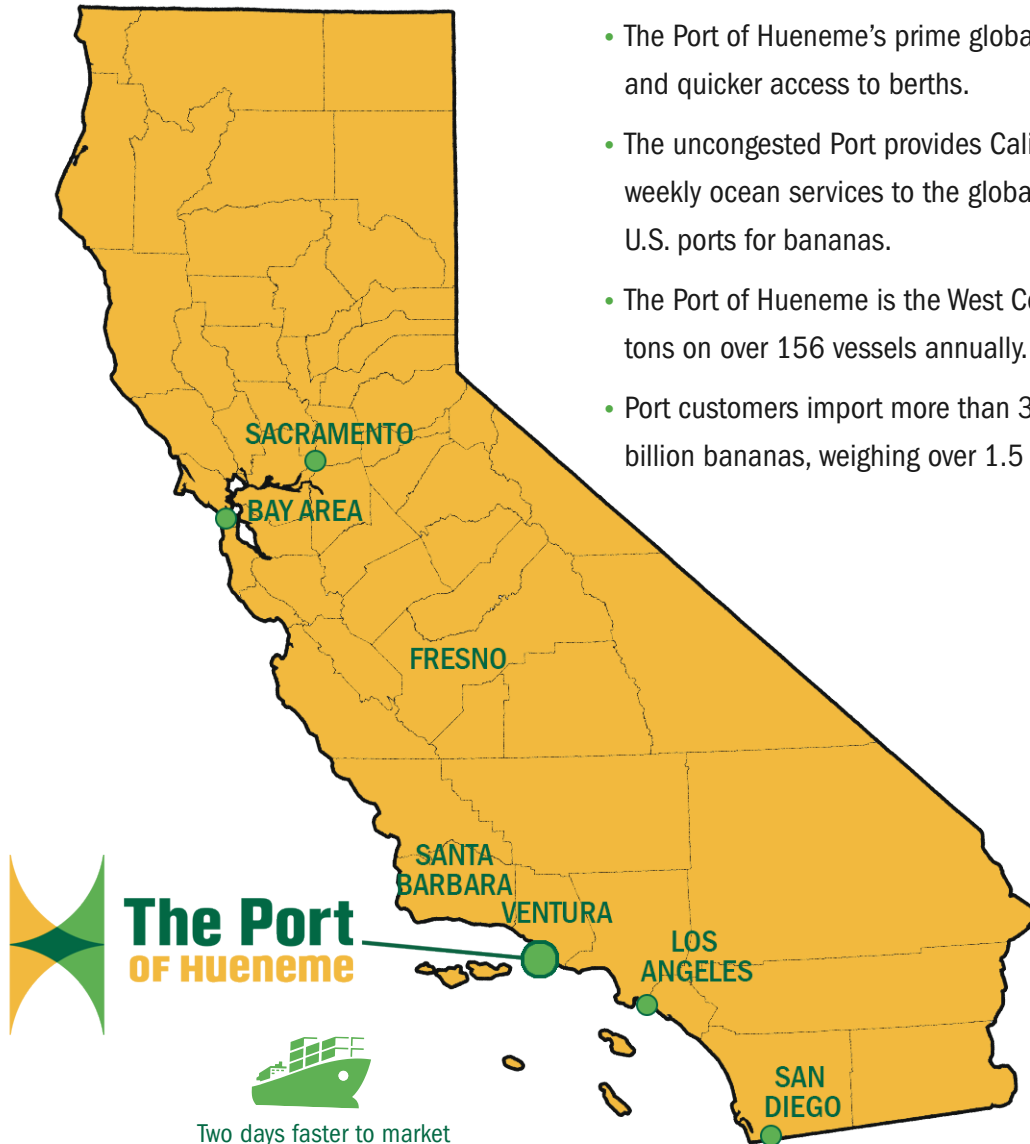 • The Port of Hueneme’s prime globa
and quicker access to berths.
• The uncongested Port provides Cali
weekly ocean services to the globa
U.S. ports for bananas.
• The Port of Hueneme is the West Co
tons on over 156 vessels annually.
• Port customers import more than 3
billion bananas, weighing over 1.5
SACRAMENTO
BAY AREA
FRESNO
SANTA
BARBARA
VENTURA
LOS
ANGELES
SAN
DIEGO
The Port
OF HUENEME
Two days faster to market